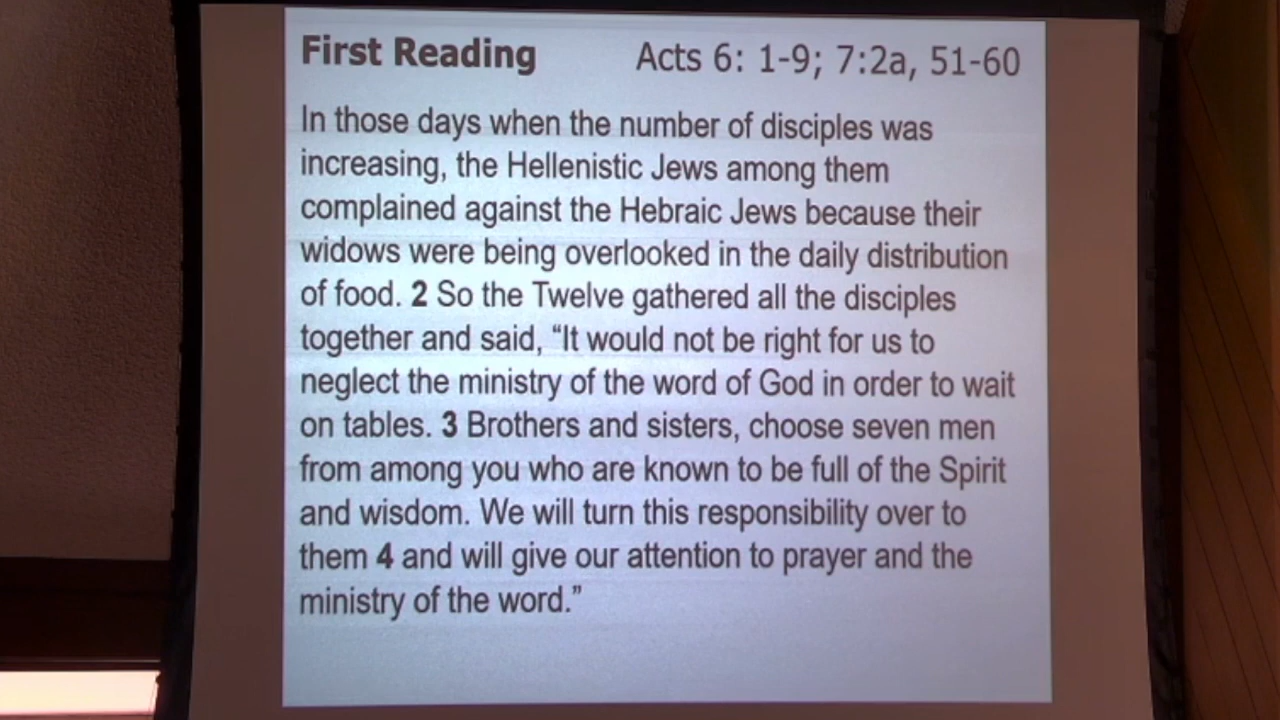 First Reading Acts 6: 1-9; 7:2a, 51-60
In those days when the number of disciples was
increasing, the Hellenistic Jews among them
complained against the Hebraic Jews because their
widows were being overlooked in the daily distribution
of food. 2 So the Twelve gathered all the disciples
together and said, “It would not be right for us to
neglect the ministry of the word of God in order to wait
on tables. 3 Brothers and sisters, choose seven men
from among you who are known to be full of the Spirit
and wisdom. We will turn this responsibility over to
them 4 and will give our attention to prayer and the
ministry of the word.”